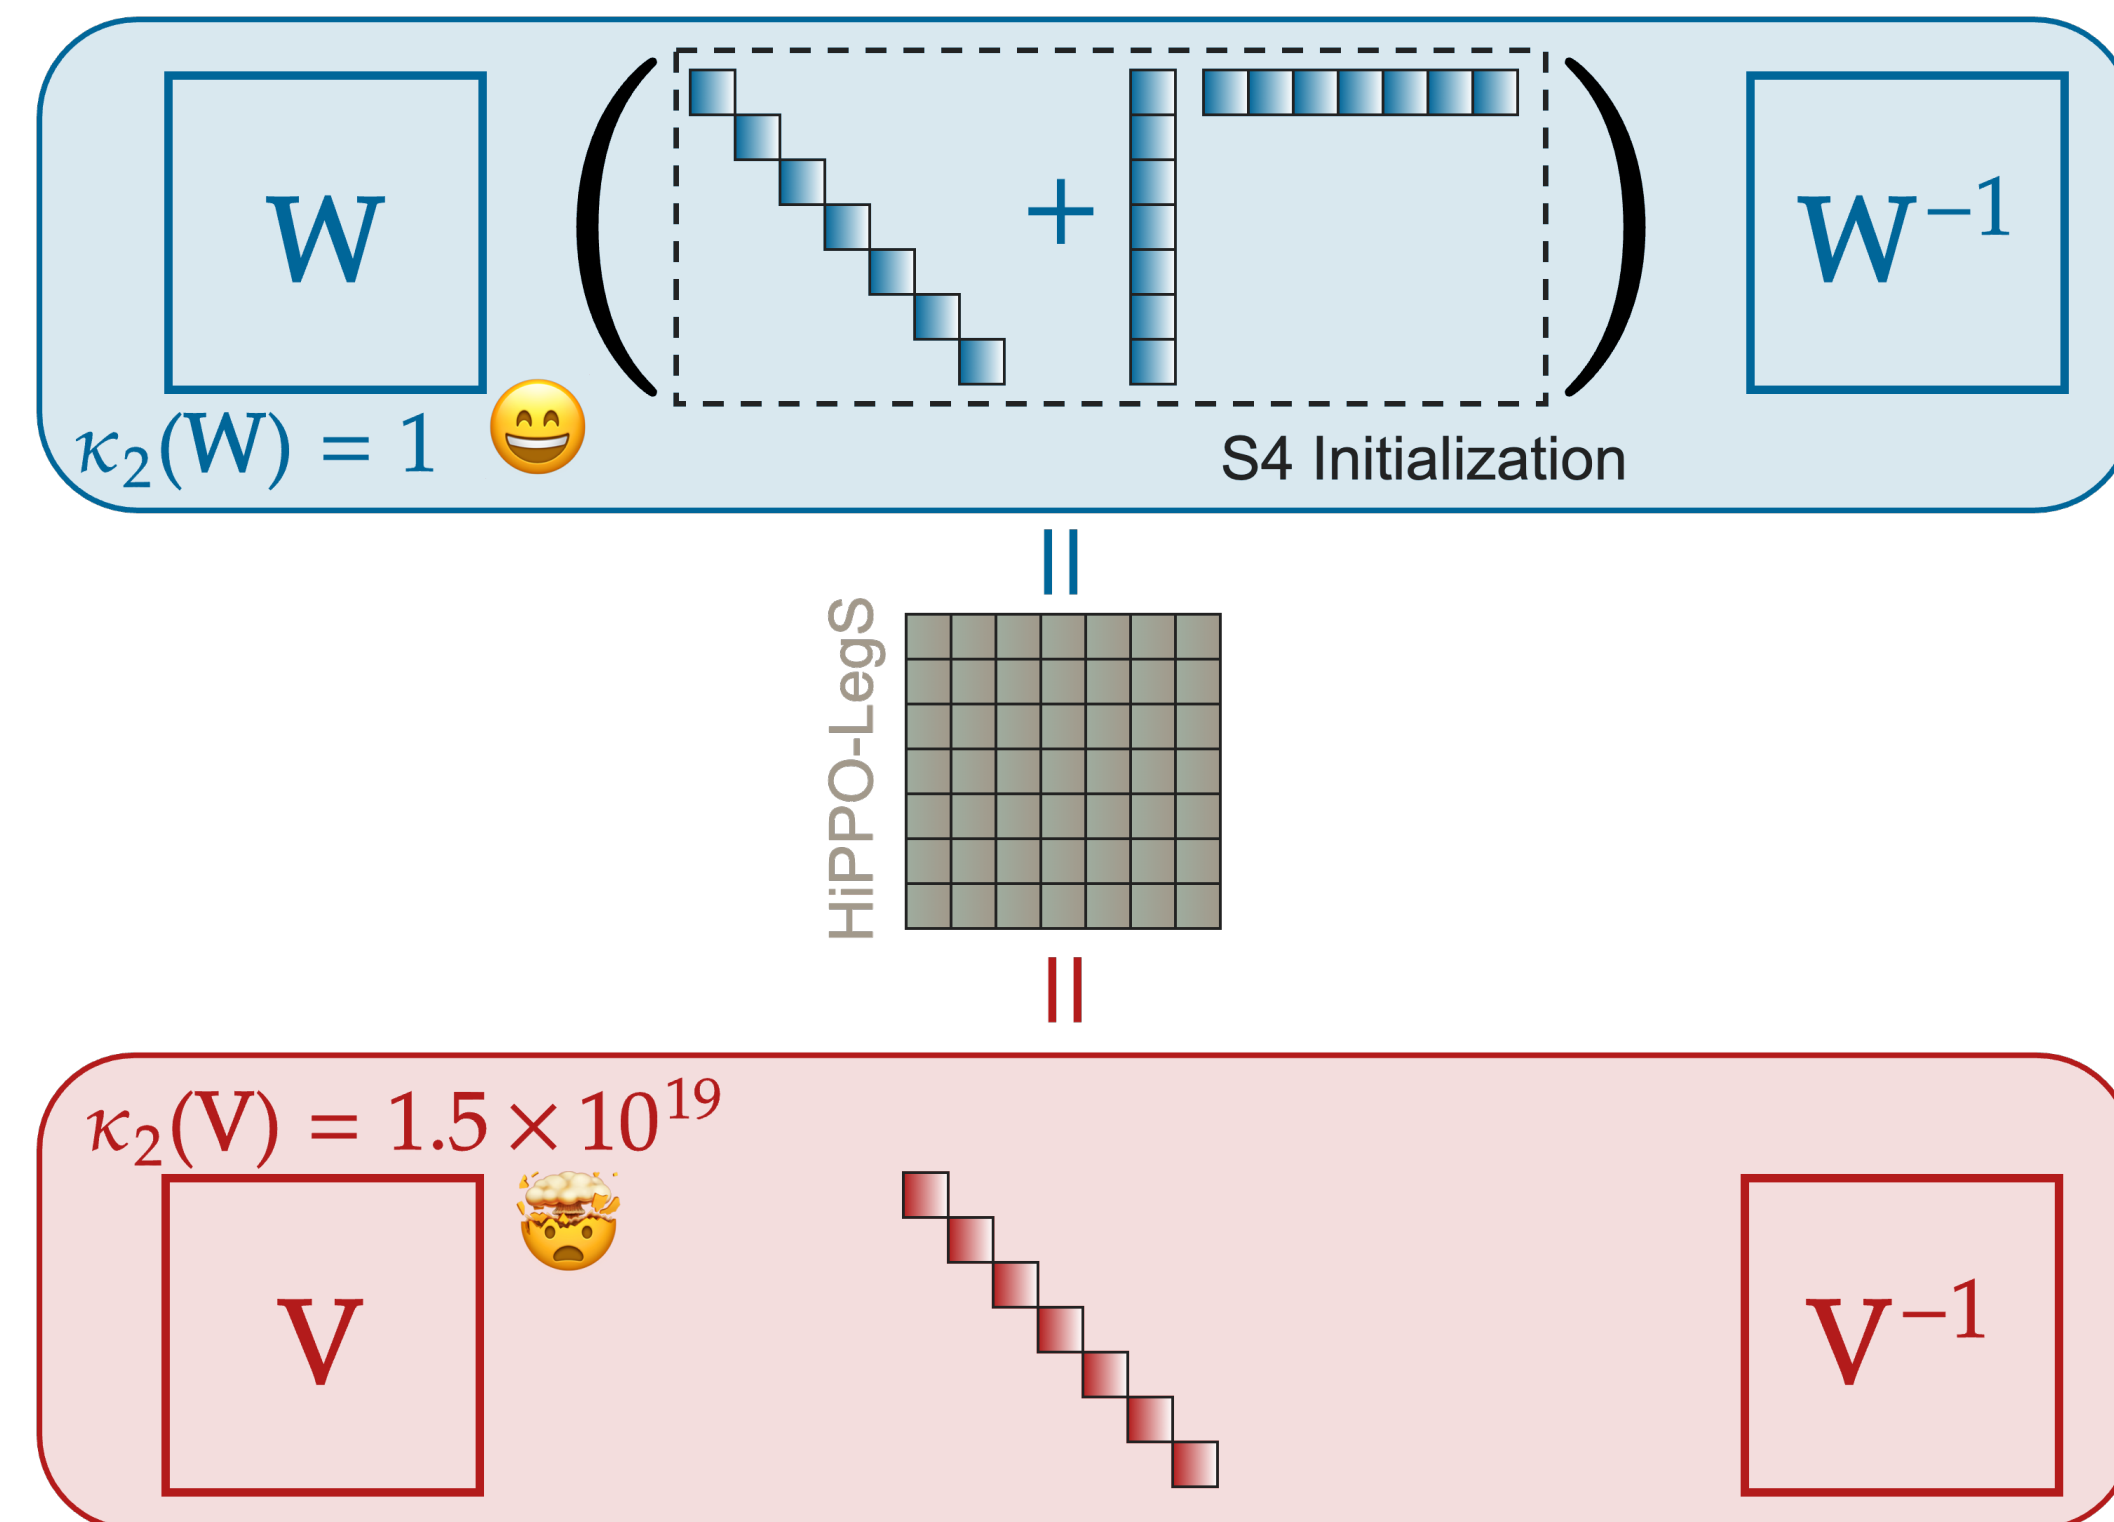 W
+
W⁻¹
κ₂(W) = 1
S4 Initialization
=
HiPPO-LegS
=
κ₂(V) = 1.5 × 10¹⁹
V
V⁻¹